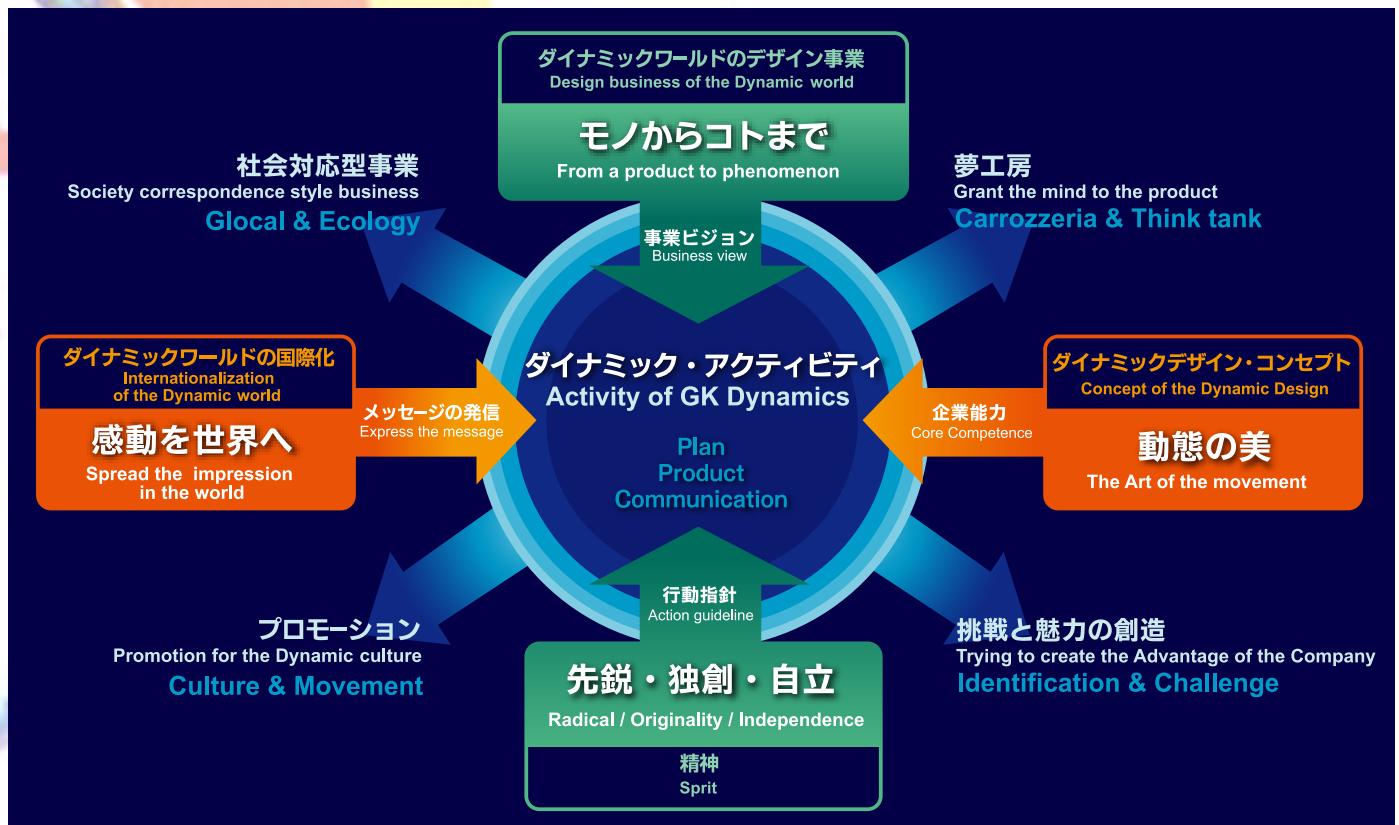 ダイナミックワールドのデザイン事業
Design business of the Dynamic world
モノからコトまで
From a product to phenomenon
事業ビジョン
Business view
社会対応型事業
Society correspondence style business
Glocal & Ecology
夢工房
Grant the mind to the product
Carrozzeria & Think tank
ダイナミックワールドの国際化
Internationalization
of the Dynamic world
感動を世界へ
Spread the impression
in the world
メッセージの発信
Express the message
ダイナミック・アクティビティ
Activity of GK Dynamics
Plan
Product
Communication
企業能力
Core Competence
ダイナミックデザイン・コンセプト
Concept of the Dynamic Design
動態の美
The Art of the movement
プロモーション
Promotion for the Dynamic culture
Culture & Movement
行動指針
Action guideline
先鋭・独創・自立
Radical / Originality / Independence
精神
Sprit
挑戦と魅力の創造
Trying to create the Advantage of the Company
Identification & Challenge